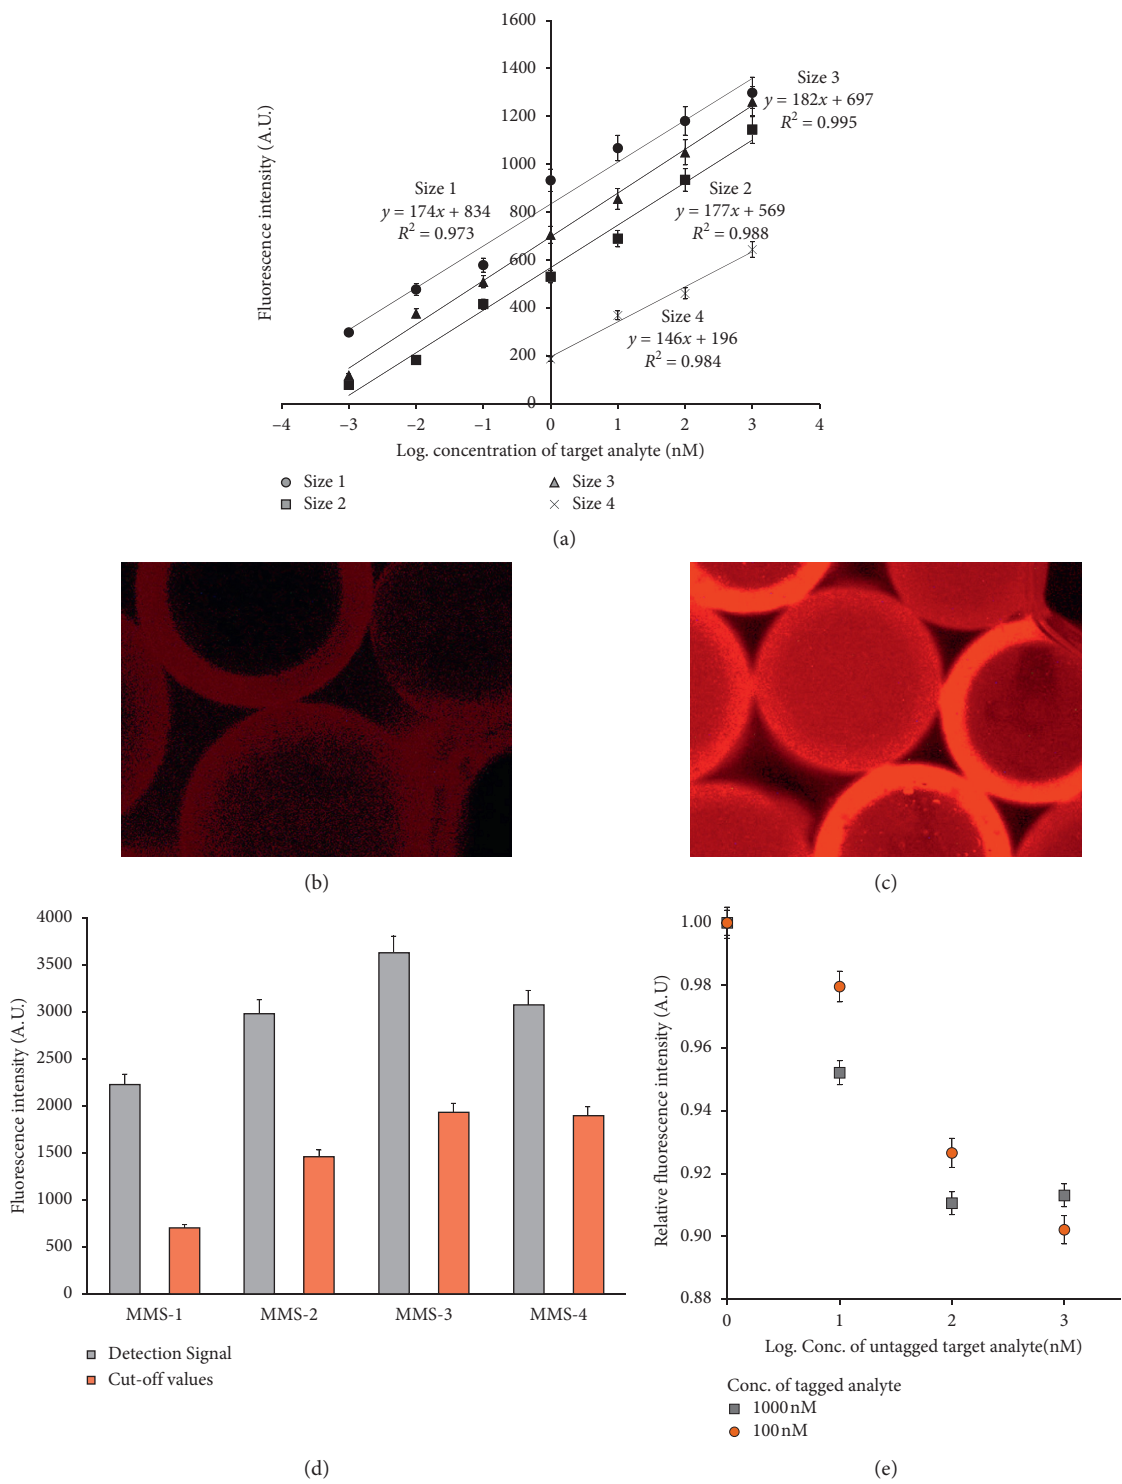 1600
1400
1200
1000
800
600
400
200
0
Fluorescence intensity (A.U.)
Size 3
y = 182x + 697
R² = 0.995
Size 1
y = 174x + 834
R² = 0.973
Size 2
y = 177x + 569
R² = 0.988
Size 4
y = 146x + 196
R² = 0.984
–4 –3 –2 –1 0 1 2 3 4
Log. concentration of target analyte (nM)
Size 1
Size 2
Size 3
Size 4
(a)
(b)
(c)
4000
3500
3000
2500
2000
1500
1000
500
0
Fluorescence intensity (A.U.)
MMS-1 MMS-2 MMS-3 MMS-4
Detection Signal
Cut-off values
(d)
1.00
0.98
0.96
0.94
0.92
0.90
0.88
Relative fluorescence intensity (A.U)
0 1 2 3
Log. Conc. of untagged target analyte(nM)
Conc. of tagged analyte
1000 nM
100 nM
(e)